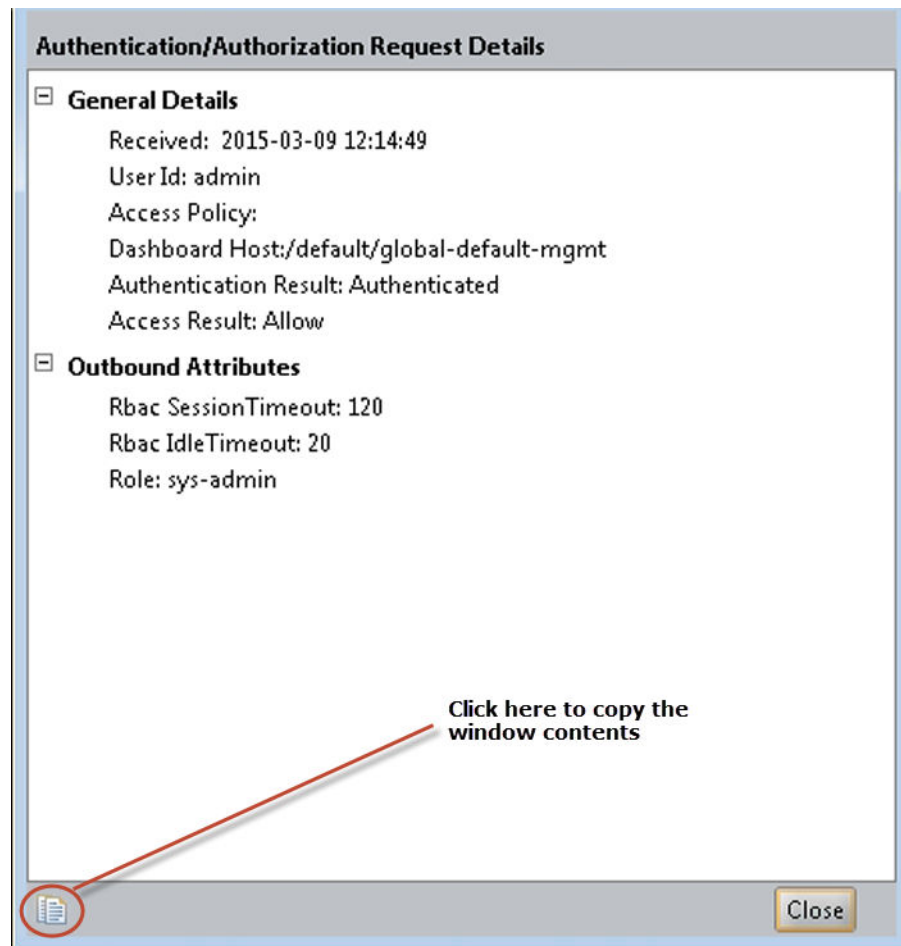 Authentication/Authorization Request Details
General Details
Received: 2015-03-09 12:14:49
User Id: admin
Access Policy:
Dashboard Host:/default/global-default-mgmt
Authentication Result: Authenticated
Access Result: Allow
Outbound Attributes
Rbac SessionTimeout: 120
Rbac IdleTimeout: 20
Role: sys-admin
Click here to copy the
window contents
Close